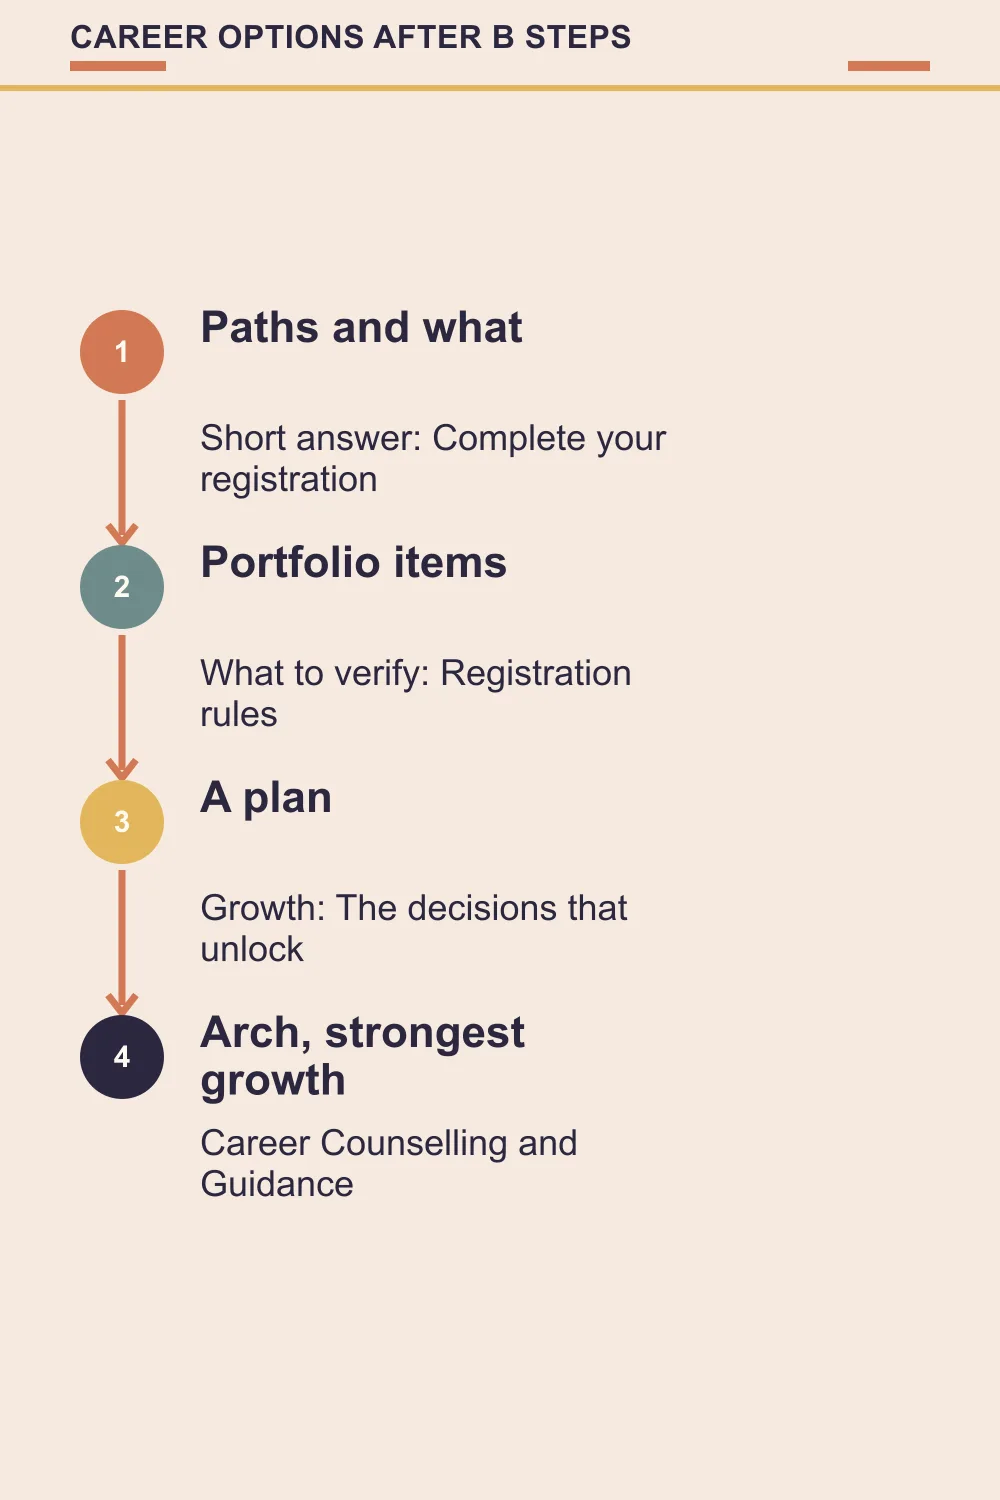 CAREER OPTIONS AFTER B STEPS
1
Paths and what
Short answer: Complete your
registration
2
Portfolio items
What to verify: Registration
rules
3
A plan
Growth: The decisions that
unlock
4
Arch, strongest
growth
Career Counselling and
Guidance